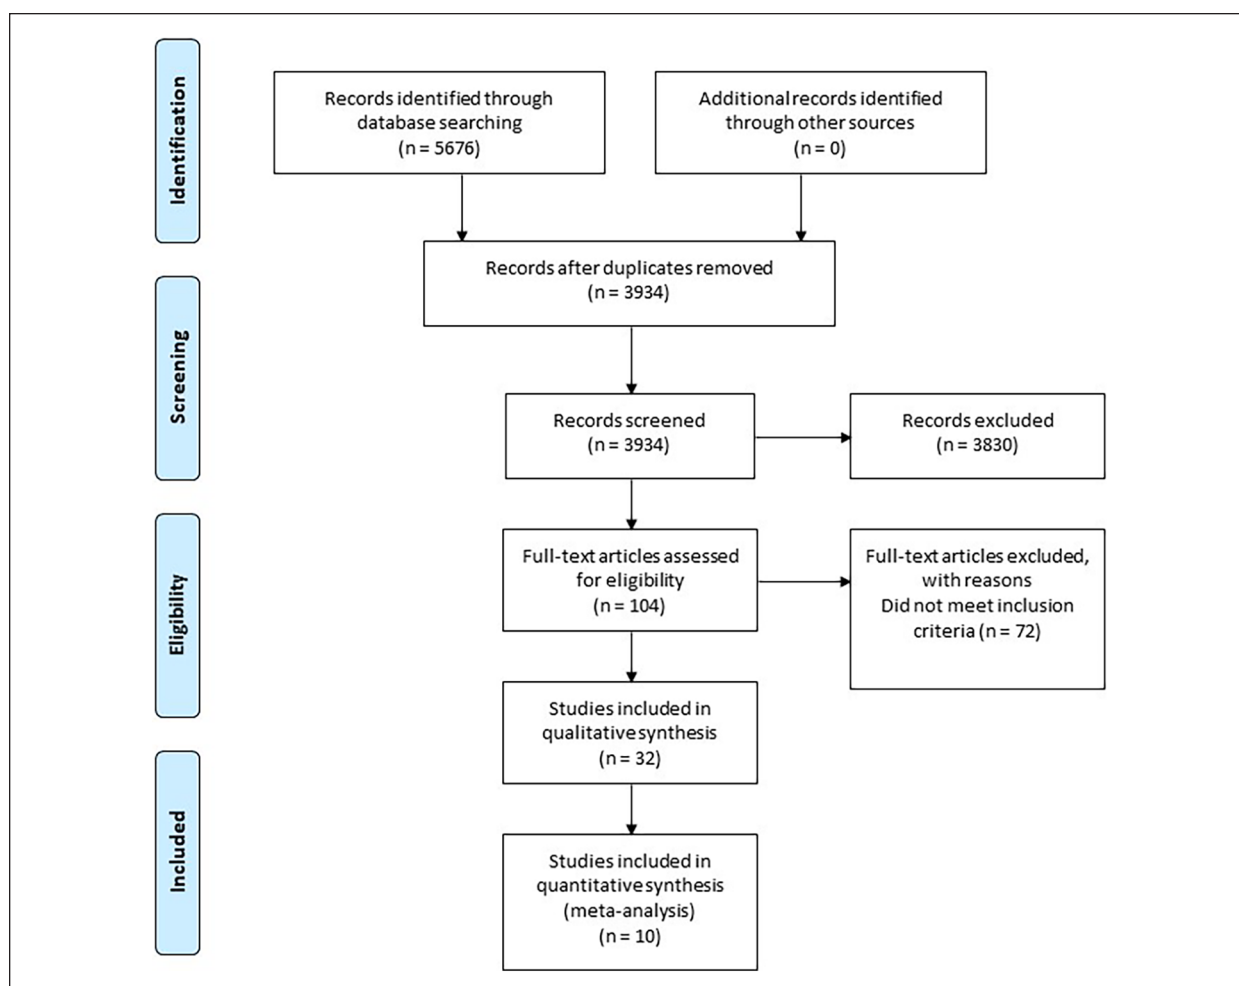 Identification
Records identified through
database searching
(n = 5676)
Additional records identified
through other sources
(n = 0)
Records after duplicates removed
(n = 3934)
Screening
Records screened
(n = 3934)
Records excluded
(n = 3830)
Eligibility
Full-text articles assessed
for eligibility
(n = 104)
Full-text articles excluded,
with reasons
Did not meet inclusion
criteria (n = 72)
Studies included in
qualitative synthesis
(n = 32)
Included
Studies included in
quantitative synthesis
(meta-analysis)
(n = 10)